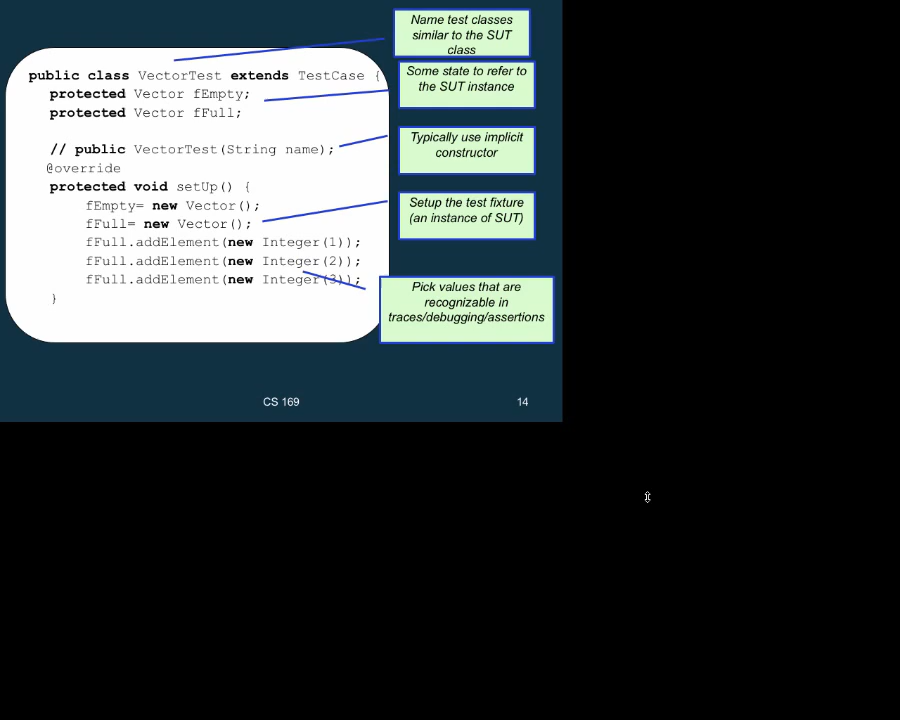 Name test classes
similar to the SUT
class
public class VectorTest extends TestCase {
protected Vector fEmpty;
protected Vector fFull;
Some state to refer to
the SUT instance
// public VectorTest(String name);
Typically use implicit
constructor
@override
protected void setUp() {
fEmpty= new Vector();
fFull= new Vector();
Setup the test fixture
(an instance of SUT)
fFull.addElement(new Integer(1));
fFull.addElement(new Integer(2));
fFull.addElement(new Integer(3));
}
Pick values that are
recognizable in
traces/debugging/assertions
CS 169
14